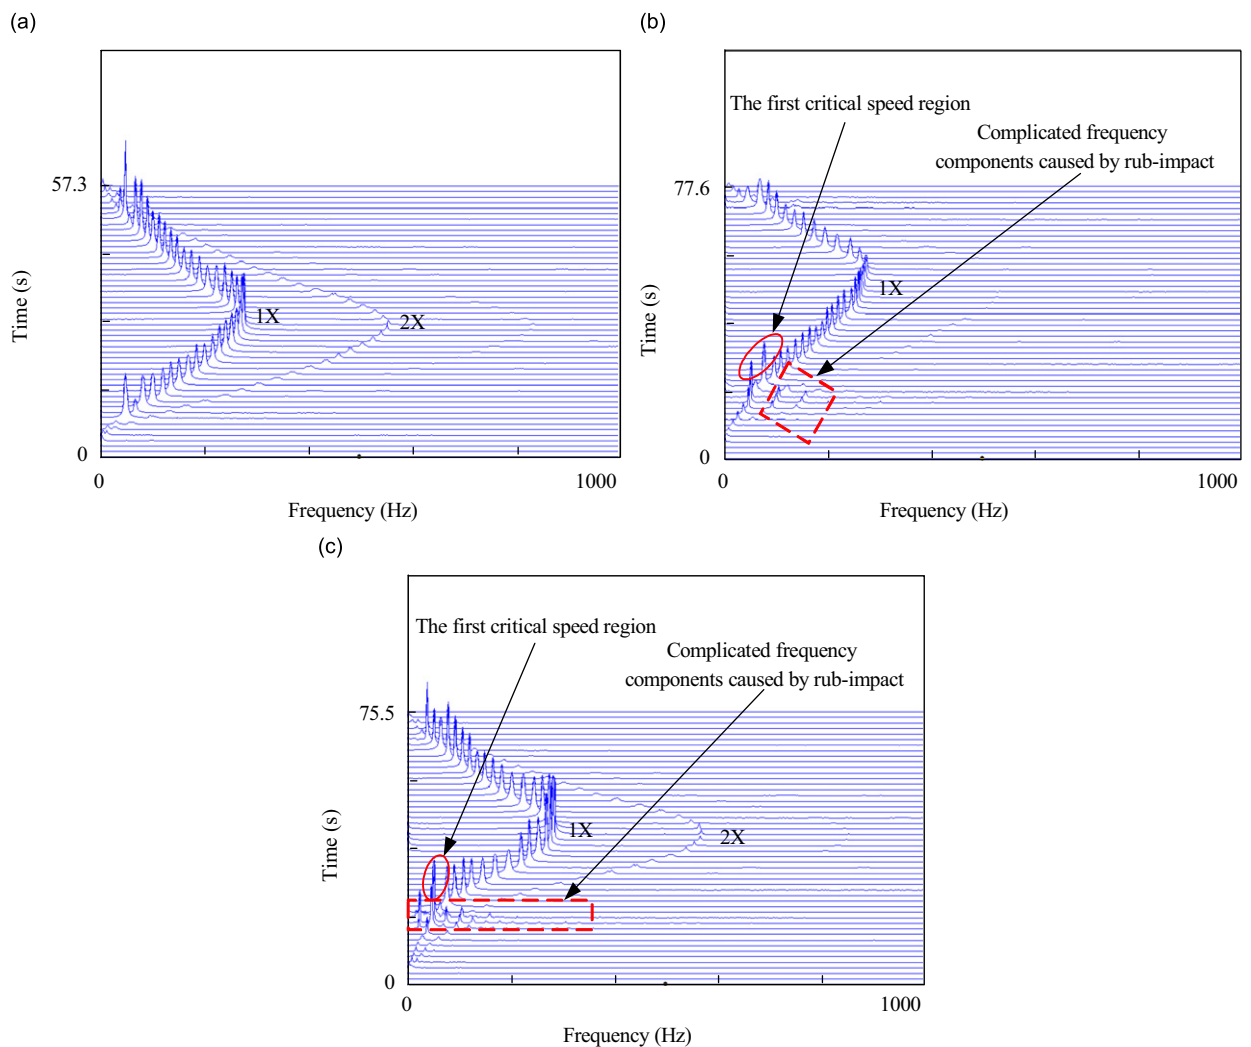 (a)
57.3
Time (s)
1X
2X
0
0
1000
Frequency (Hz)
(b)
The first critical speed region
Complicated frequency
components caused by rub-impact
77.6
Time (s)
1X
0
0
1000
Frequency (Hz)
(c)
The first critical speed region
Complicated frequency
components caused by rub-impact
75.5
Time (s)
1X
2X
0
0
1000
Frequency (Hz)